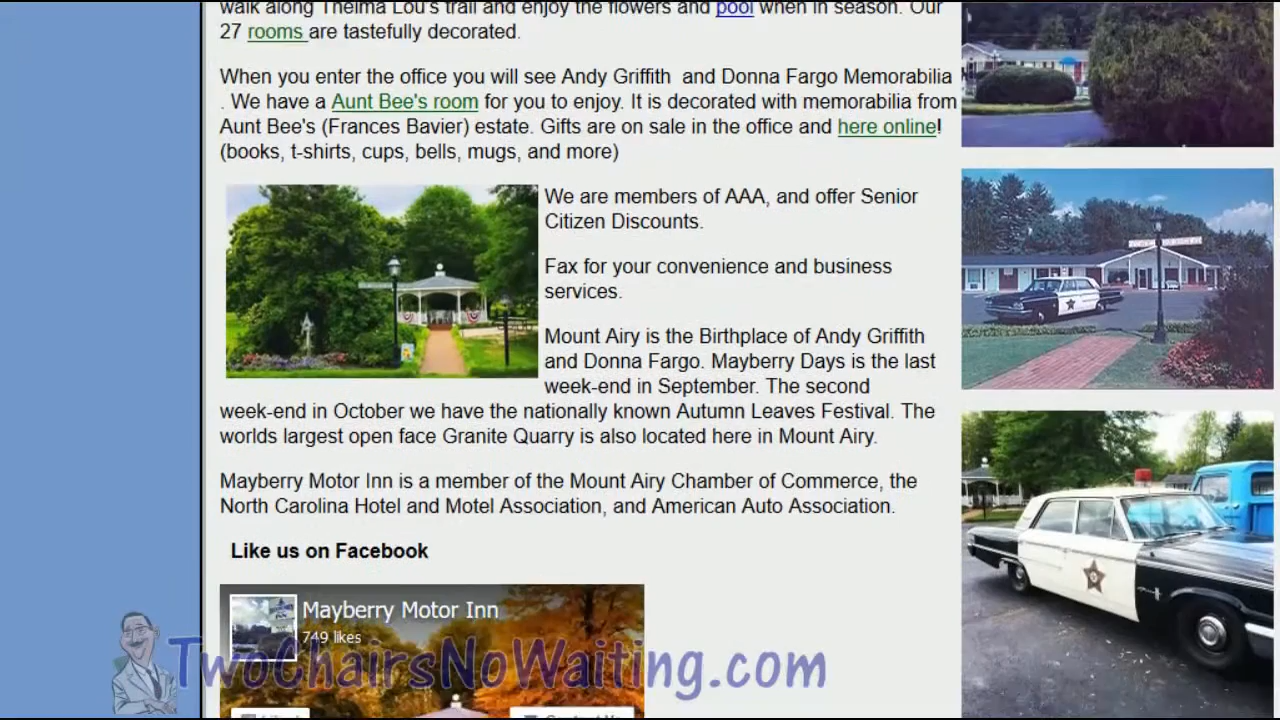 walk along Thelma Lou's trail and enjoy the flowers and pool when in season. Our
27 rooms are tastefully decorated.
When you enter the office you will see Andy Griffith and Donna Fargo Memorabilia
. We have a Aunt Bee's room for you to enjoy. It is decorated with memorabilia from
Aunt Bee's (Frances Bavier) estate. Gifts are on sale in the office and here online!
(books, t-shirts, cups, bells, mugs, and more)
We are members of AAA, and offer Senior
Citizen Discounts.
Fax for your convenience and business
services.
Mount Airy is the Birthplace of Andy Griffith
and Donna Fargo. Mayberry Days is the last
week-end in September. The second
week-end in October we have the nationally known Autumn Leaves Festival. The
worlds largest open face Granite Quarry is also located here in Mount Airy.
Mayberry Motor Inn is a member of the Mount Airy Chamber of Commerce, the
North Carolina Hotel and Motel Association, and American Auto Association.
Like us on Facebook
Mayberry Motor Inn
749 likes
TwoChairsNoWaiting.com